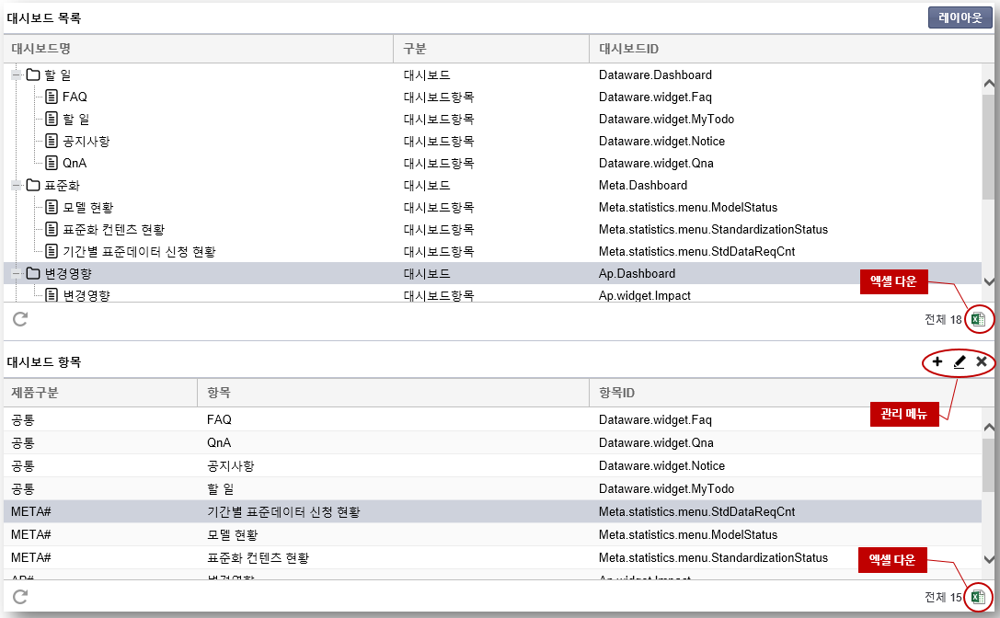 대시보드 목록
레이아웃
대시보드명 구분 대시보드ID
할 일 대시보드 Dataware.Dashboard
FAQ 대시보드항목 Dataware.widget.Faq
할 일 대시보드항목 Dataware.widget.MyTodo
공지사항 대시보드항목 Dataware.widget.Notice
QnA 대시보드항목 Dataware.widget.Qna
표준화 대시보드 Meta.Dashboard
모델 현황 대시보드항목 Meta.statistics.menu.ModelStatus
표준화 컨텐츠 현황 대시보드항목 Meta.statistics.menu.StandardizationStatus
기간별 표준데이터 신청 현황 대시보드항목 Meta.statistics.menu.StdDataReqCnt
변경영향 대시보드 Ap.Dashboard
엑셀 다운
변경영향 대시보드항목 Ap.widget.Impact
전체 18
대시보드 항목
제품구분 항목 항목ID
관리 메뉴
공통 FAQ Dataware.widget.Faq
공통 QnA Dataware.widget.Qna
공통 공지사항 Dataware.widget.Notice
공통 할 일 Dataware.widget.MyTodo
META# 기간별 표준데이터 신청 현황 Meta.statistics.menu.StdDataReqCnt
META# 모델 현황 Meta.statistics.menu.ModelStatus
META# 표준화 컨텐츠 현황 Meta.statistics.menu.StandardizationStatus
엑셀 다운
AP# 변경영향 Ap.widget.Impact
전체 15